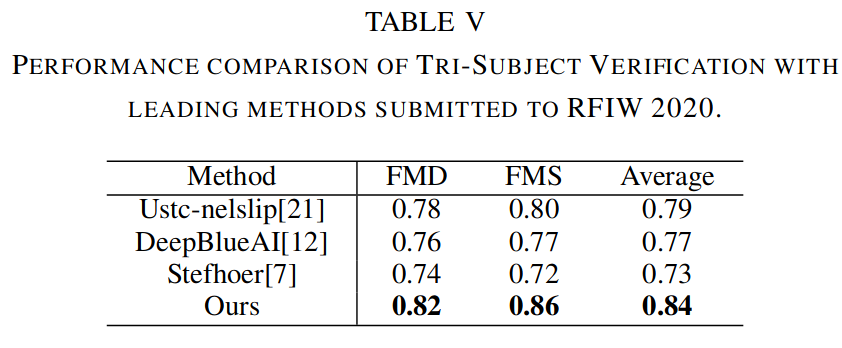 TABLE V
PERFORMANCE COMPARISON OF TRI-SUBJECT VERIFICATION WITH
LEADING METHODS SUBMITTED TO RFIW 2020.
Method FMD FMS Average
Ustc-nelslip[21] 0.78 0.80 0.79
DeepBlueAI[12] 0.76 0.77 0.77
Stefhoer[7] 0.74 0.72 0.73
Ours 0.82 0.86 0.84